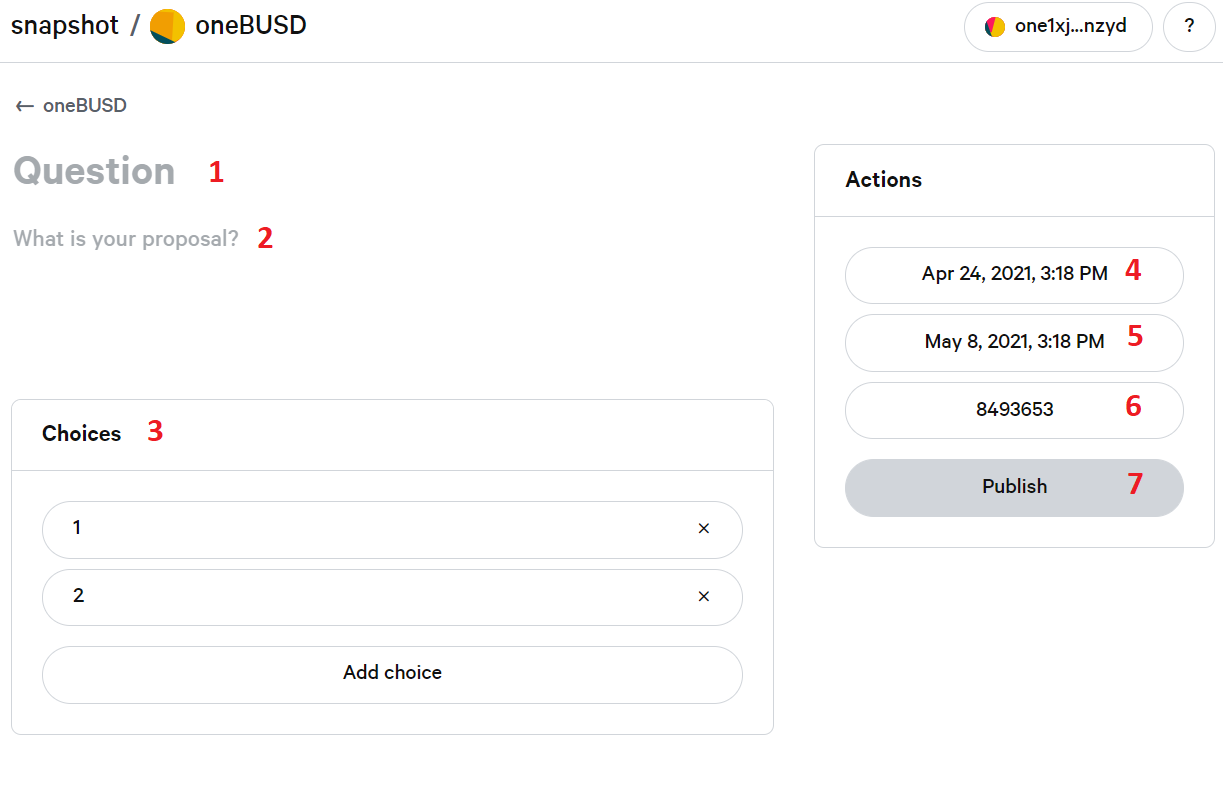 snapshot / oneBUSD
one1xj...nzyd
?
← oneBUSD
Question 1
What is your proposal? 2
Choices 3
1 ×
2 ×
Add choice
Actions
Apr 24, 2021, 3:18 PM 4
May 8, 2021, 3:18 PM 5
8493653 6
Publish 7